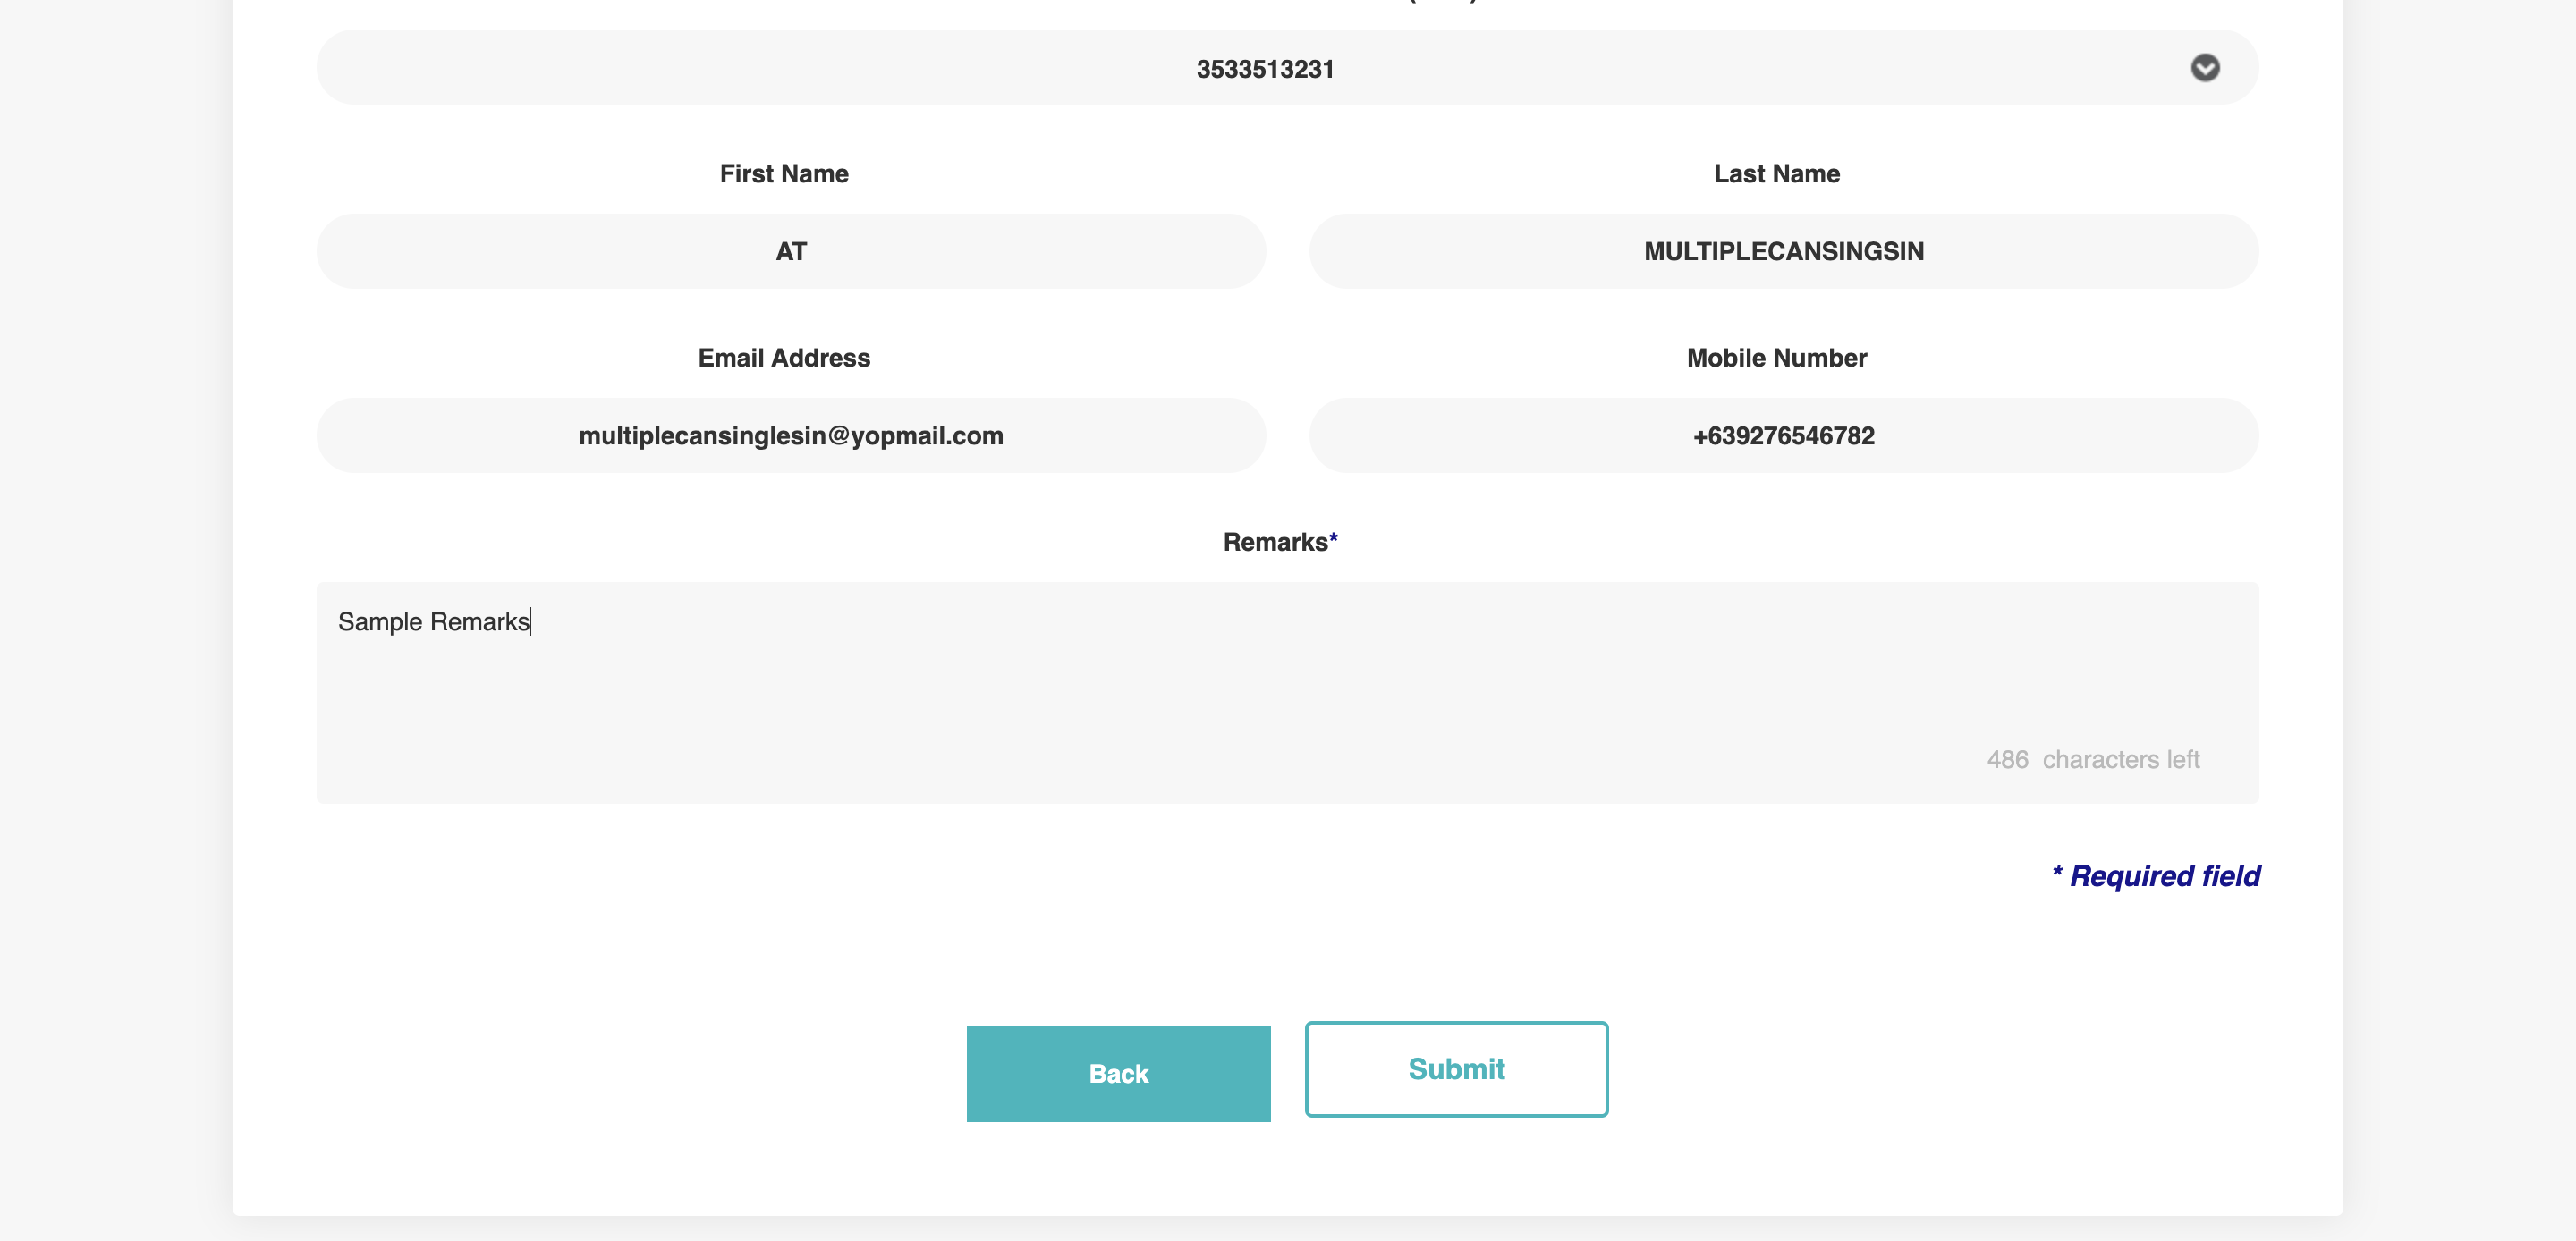 3533513231
First Name
Last Name
AT
MULTIPLECANSINGSIN
Email Address
Mobile Number
multiplecansinglesin@yopmail.com
+639276546782
Remarks*
Sample Remarks
486 characters left
* Required field
Back
Submit